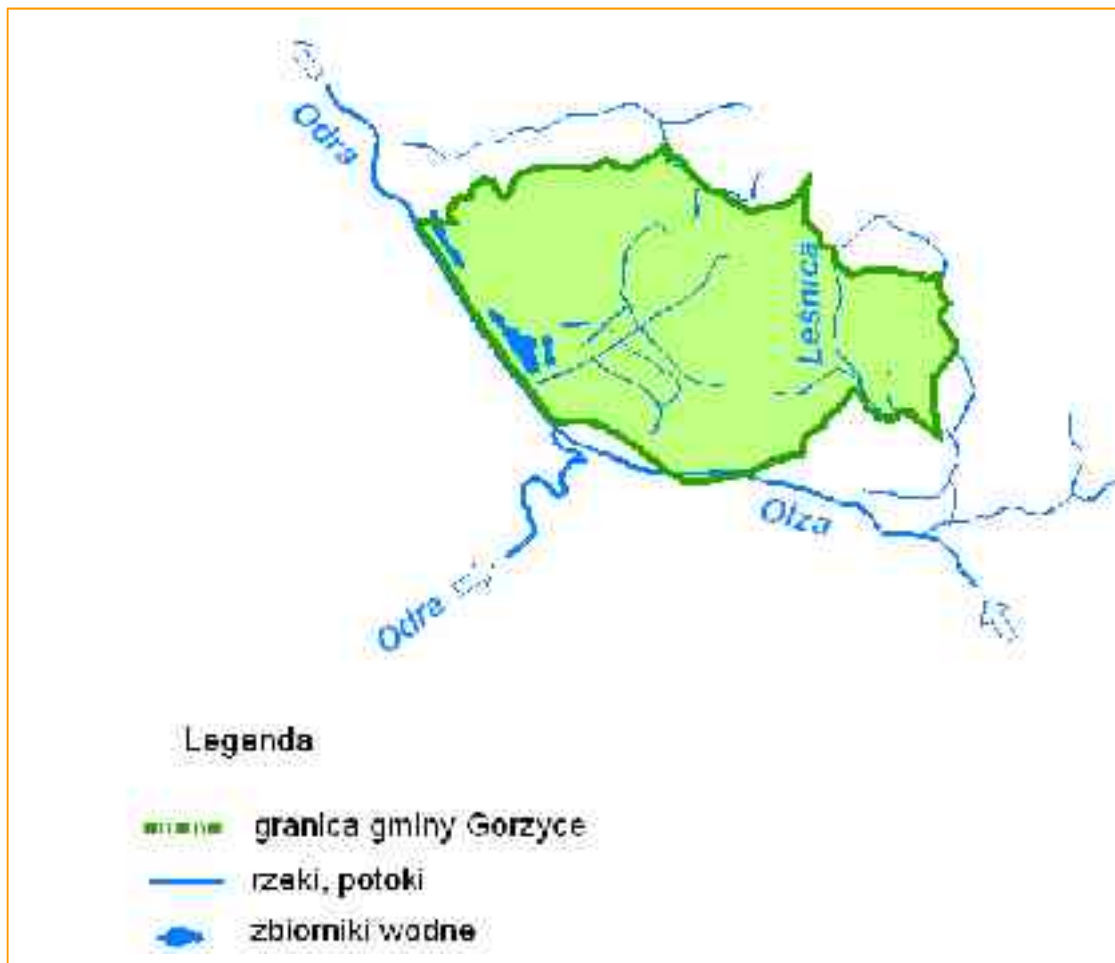 Odra
Leśnica
Olza
Odra
Legenda
granica gminy Gorzyce
rzeki, potoki
zbiorniki wodne